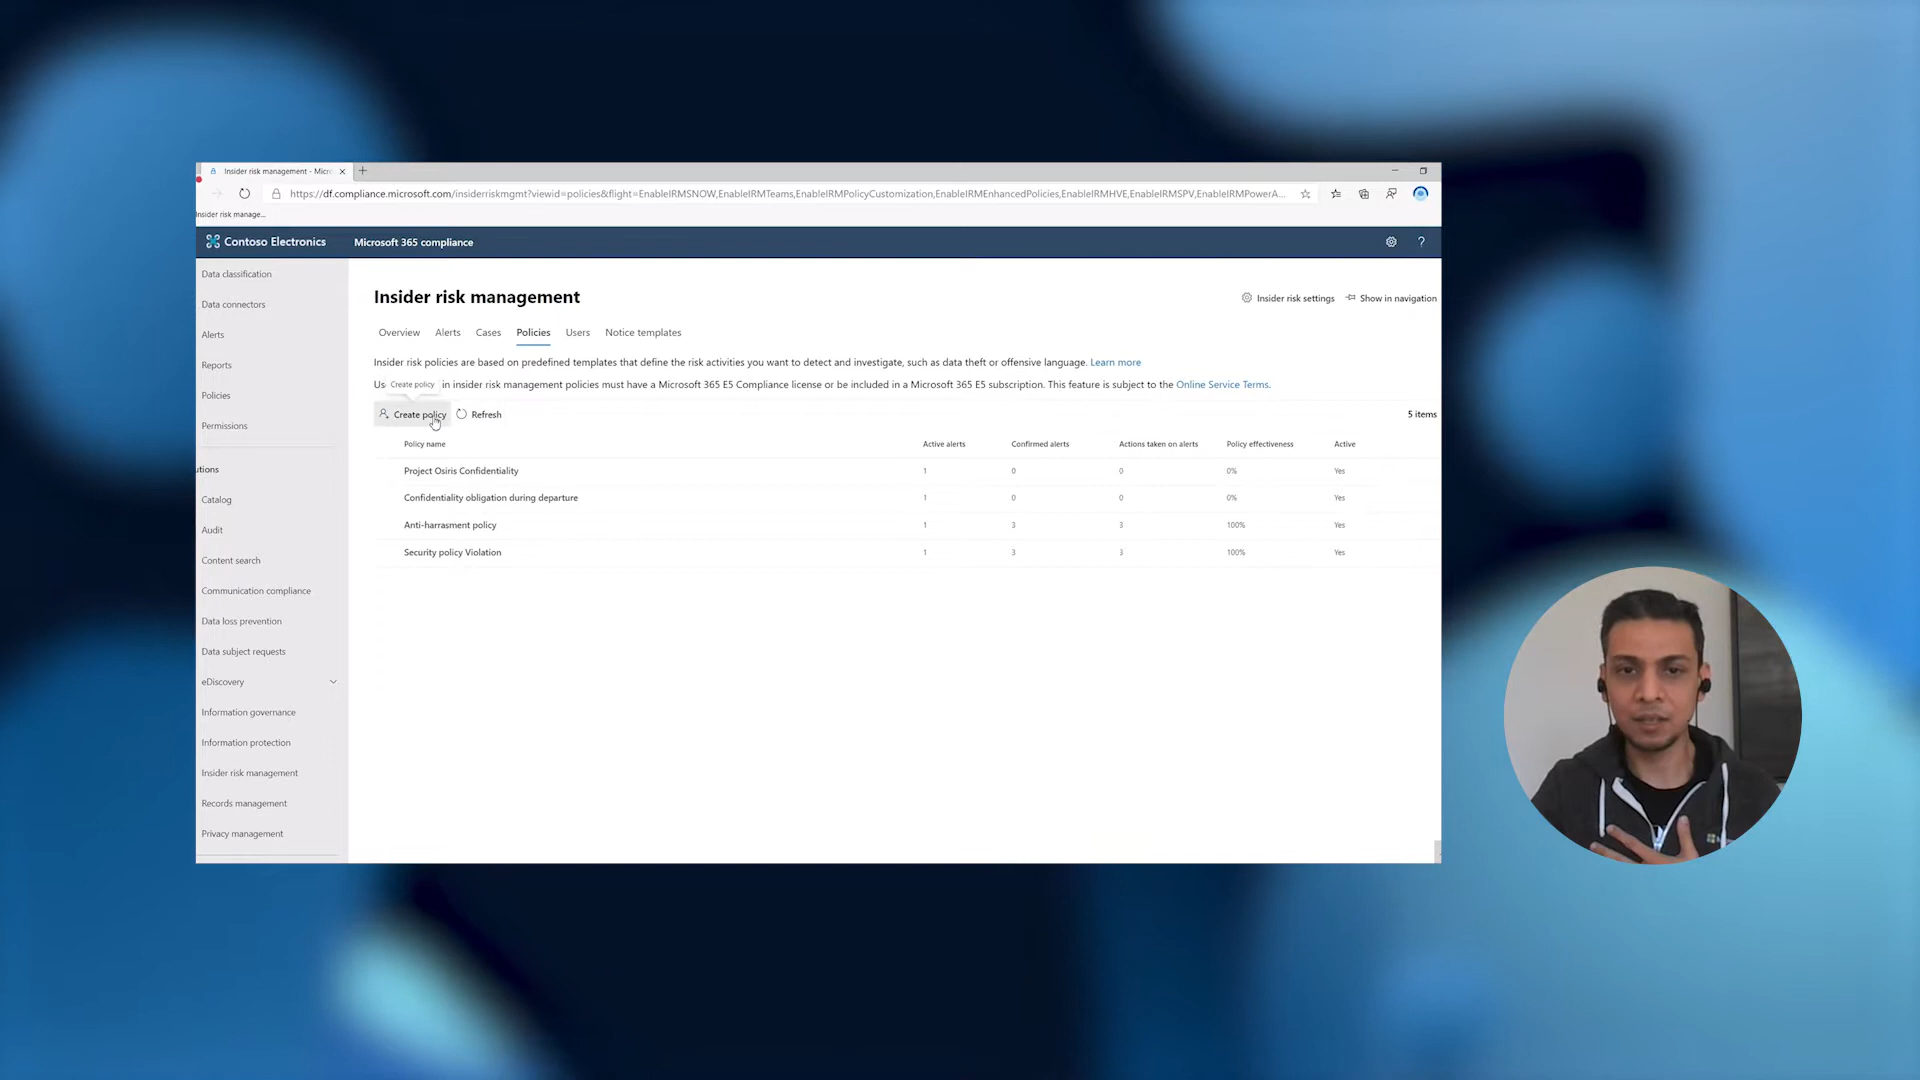 Insider risk management - Micr
https://df.compliance.microsoft.com/insiderriskmgmt?viewid=policies&flight=EnableIRMSNOW,EnableIRMTeams,EnableIRMPolicyCustomization,EnableIRMEnhancedPolicies,EnableIRMHVE,EnableIRMSPV,EnableIRMPowerA...
Insider risk manage...
Contoso Electronics Microsoft 365 compliance ?
Data classification
Data connectors
Alerts
Reports
Policies
Permissions
utions
Catalog
Audit
Content search
Communication compliance
Data loss prevention
Data subject requests
eDiscovery
Information governance
Information protection
Insider risk management
Records management
Privacy management
Insider risk management
Insider risk settings Show in navigation
Overview Alerts Cases Policies Users Notice templates
Insider risk policies are based on predefined templates that define the risk activities you want to detect and investigate, such as data theft or offensive language. Learn more
Us in insider risk management policies must have a Microsoft 365 E5 Compliance license or be included in a Microsoft 365 E5 subscription. This feature is subject to the Online Service Terms.
Create policy
Create policy Refresh 5 items
Policy name Active alerts Confirmed alerts Actions taken on alerts Policy effectiveness Active
Project Osiris Confidentiality 1 0 0 0% Yes
Confidentiality obligation during departure 1 0 0 0% Yes
Anti-harrasment policy 1 3 3 100% Yes
Security policy Violation 1 3 3 100% Yes